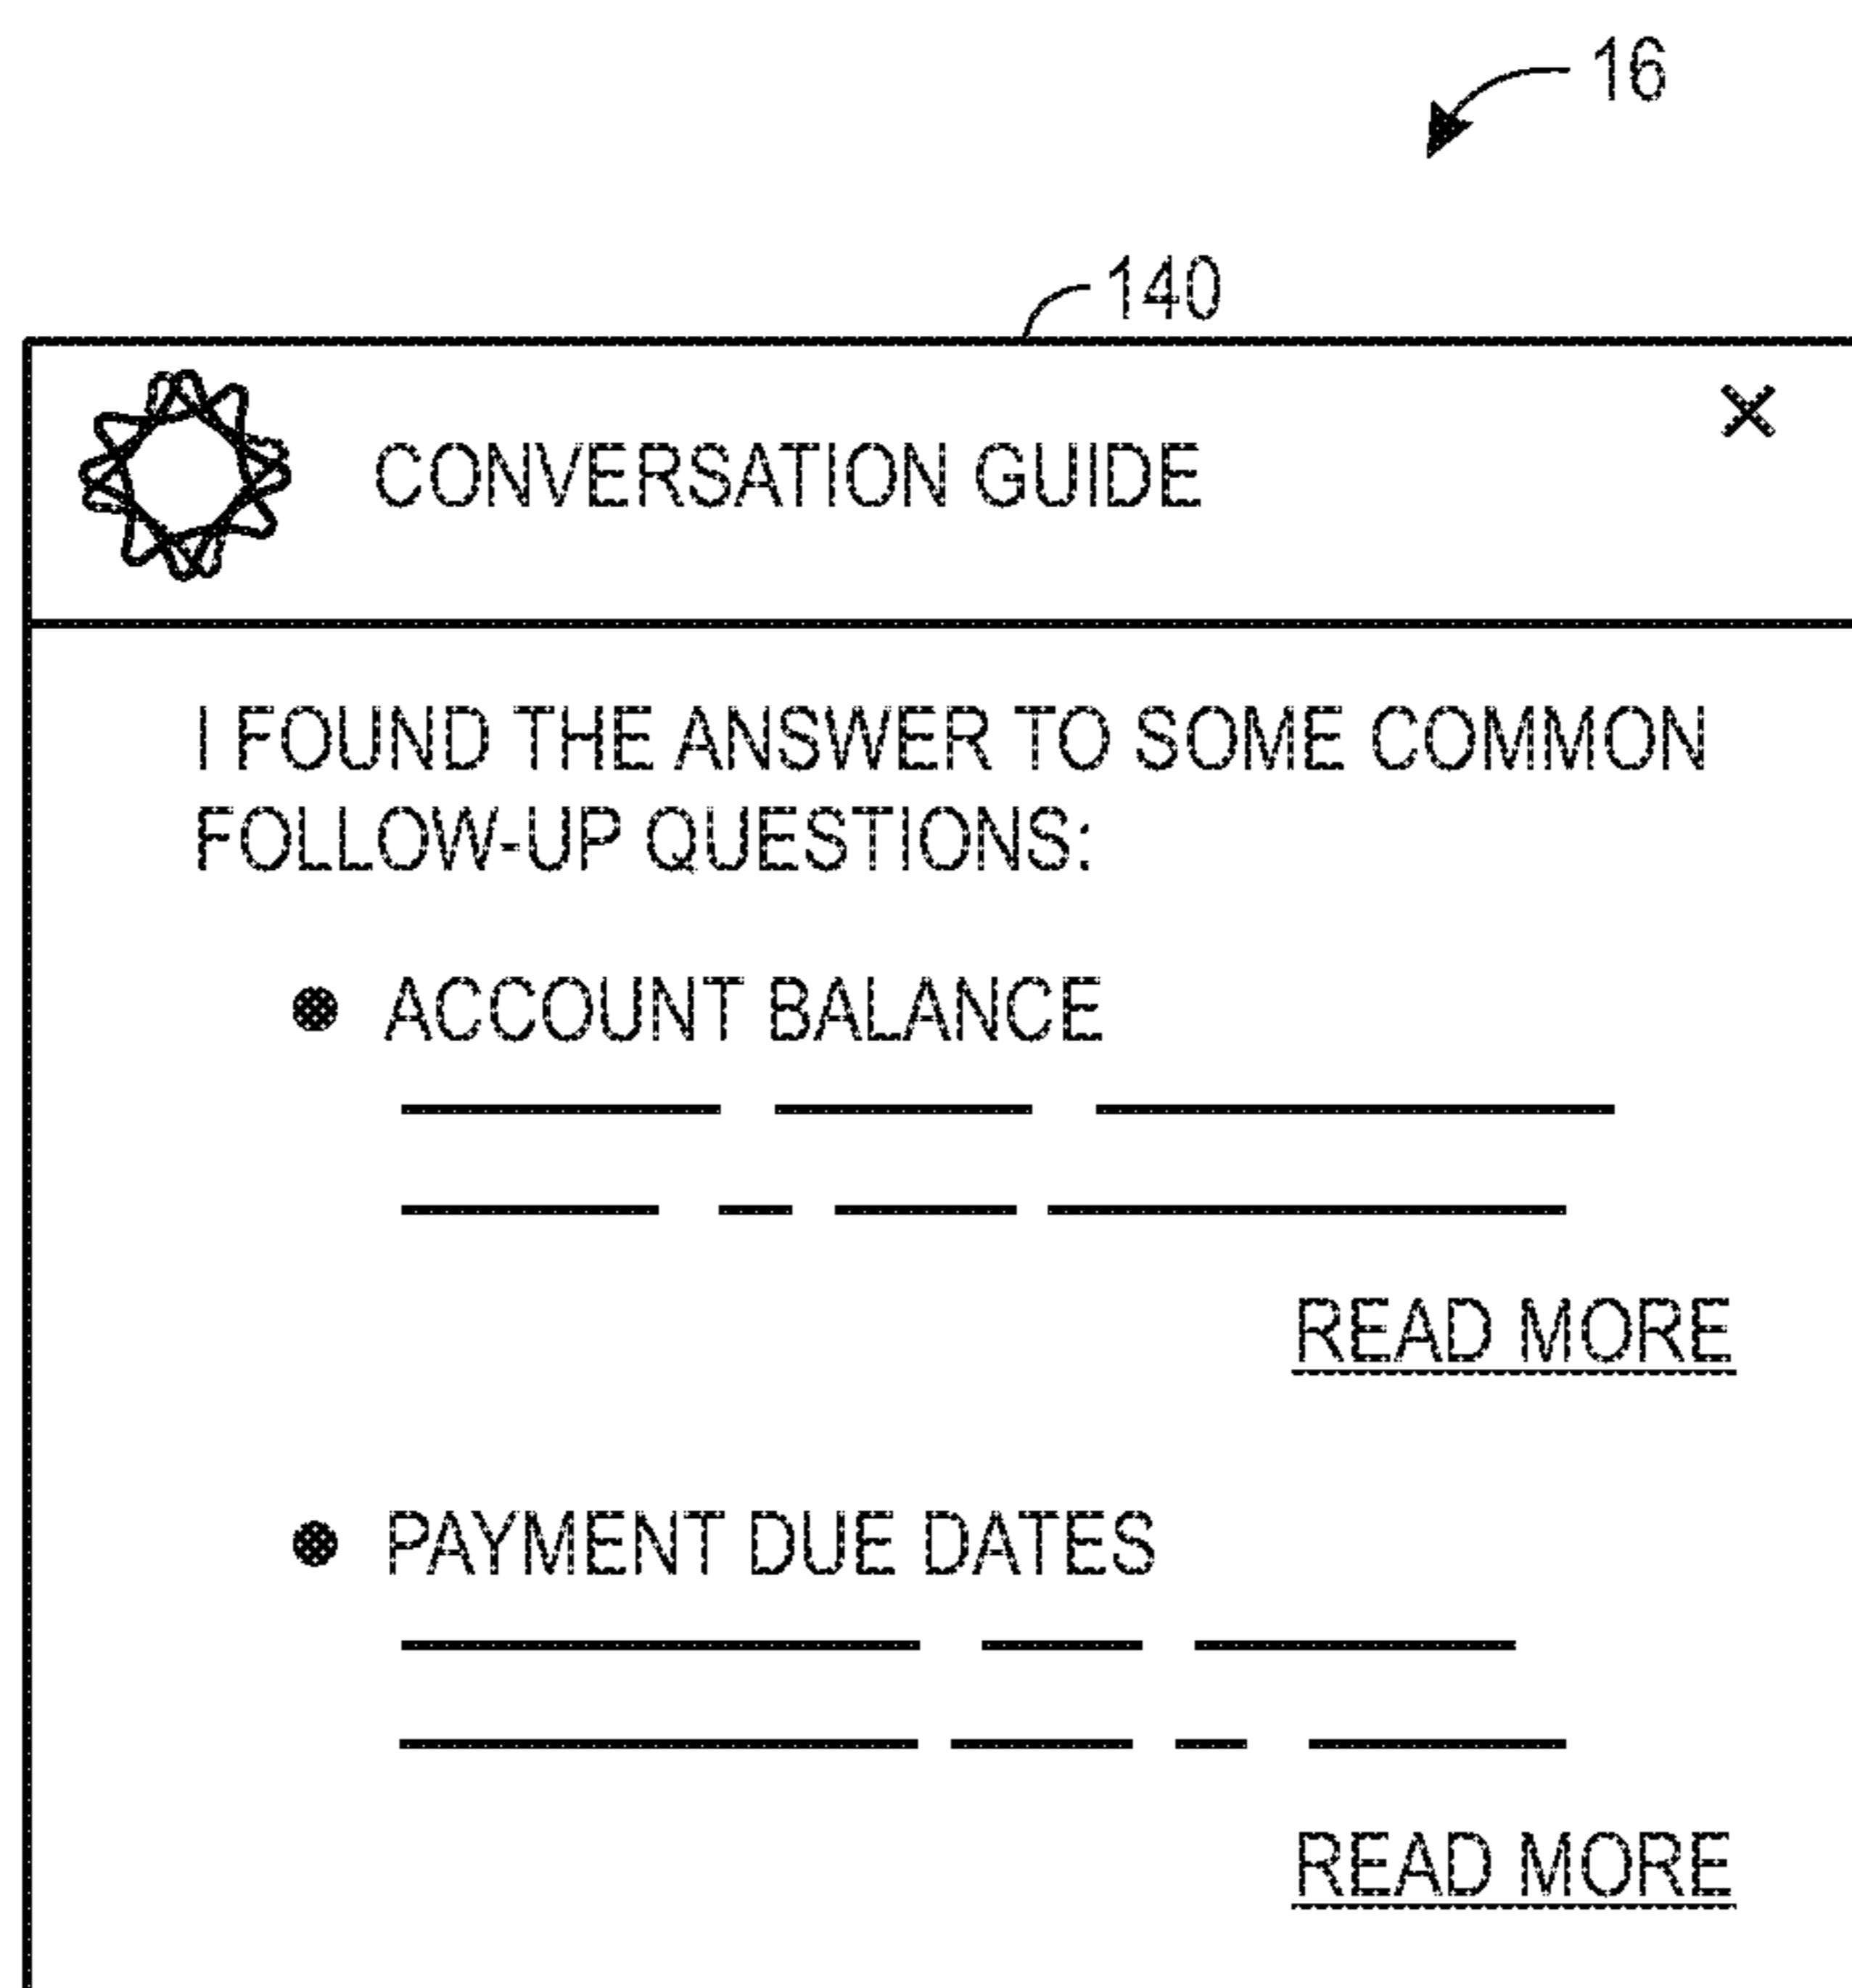 16
140
CONVERSATION GUIDE
×
I FOUND THE ANSWER TO SOME COMMON
FOLLOW-UP QUESTIONS:
● ACCOUNT BALANCE
READ MORE
● PAYMENT DUE DATES
READ MORE